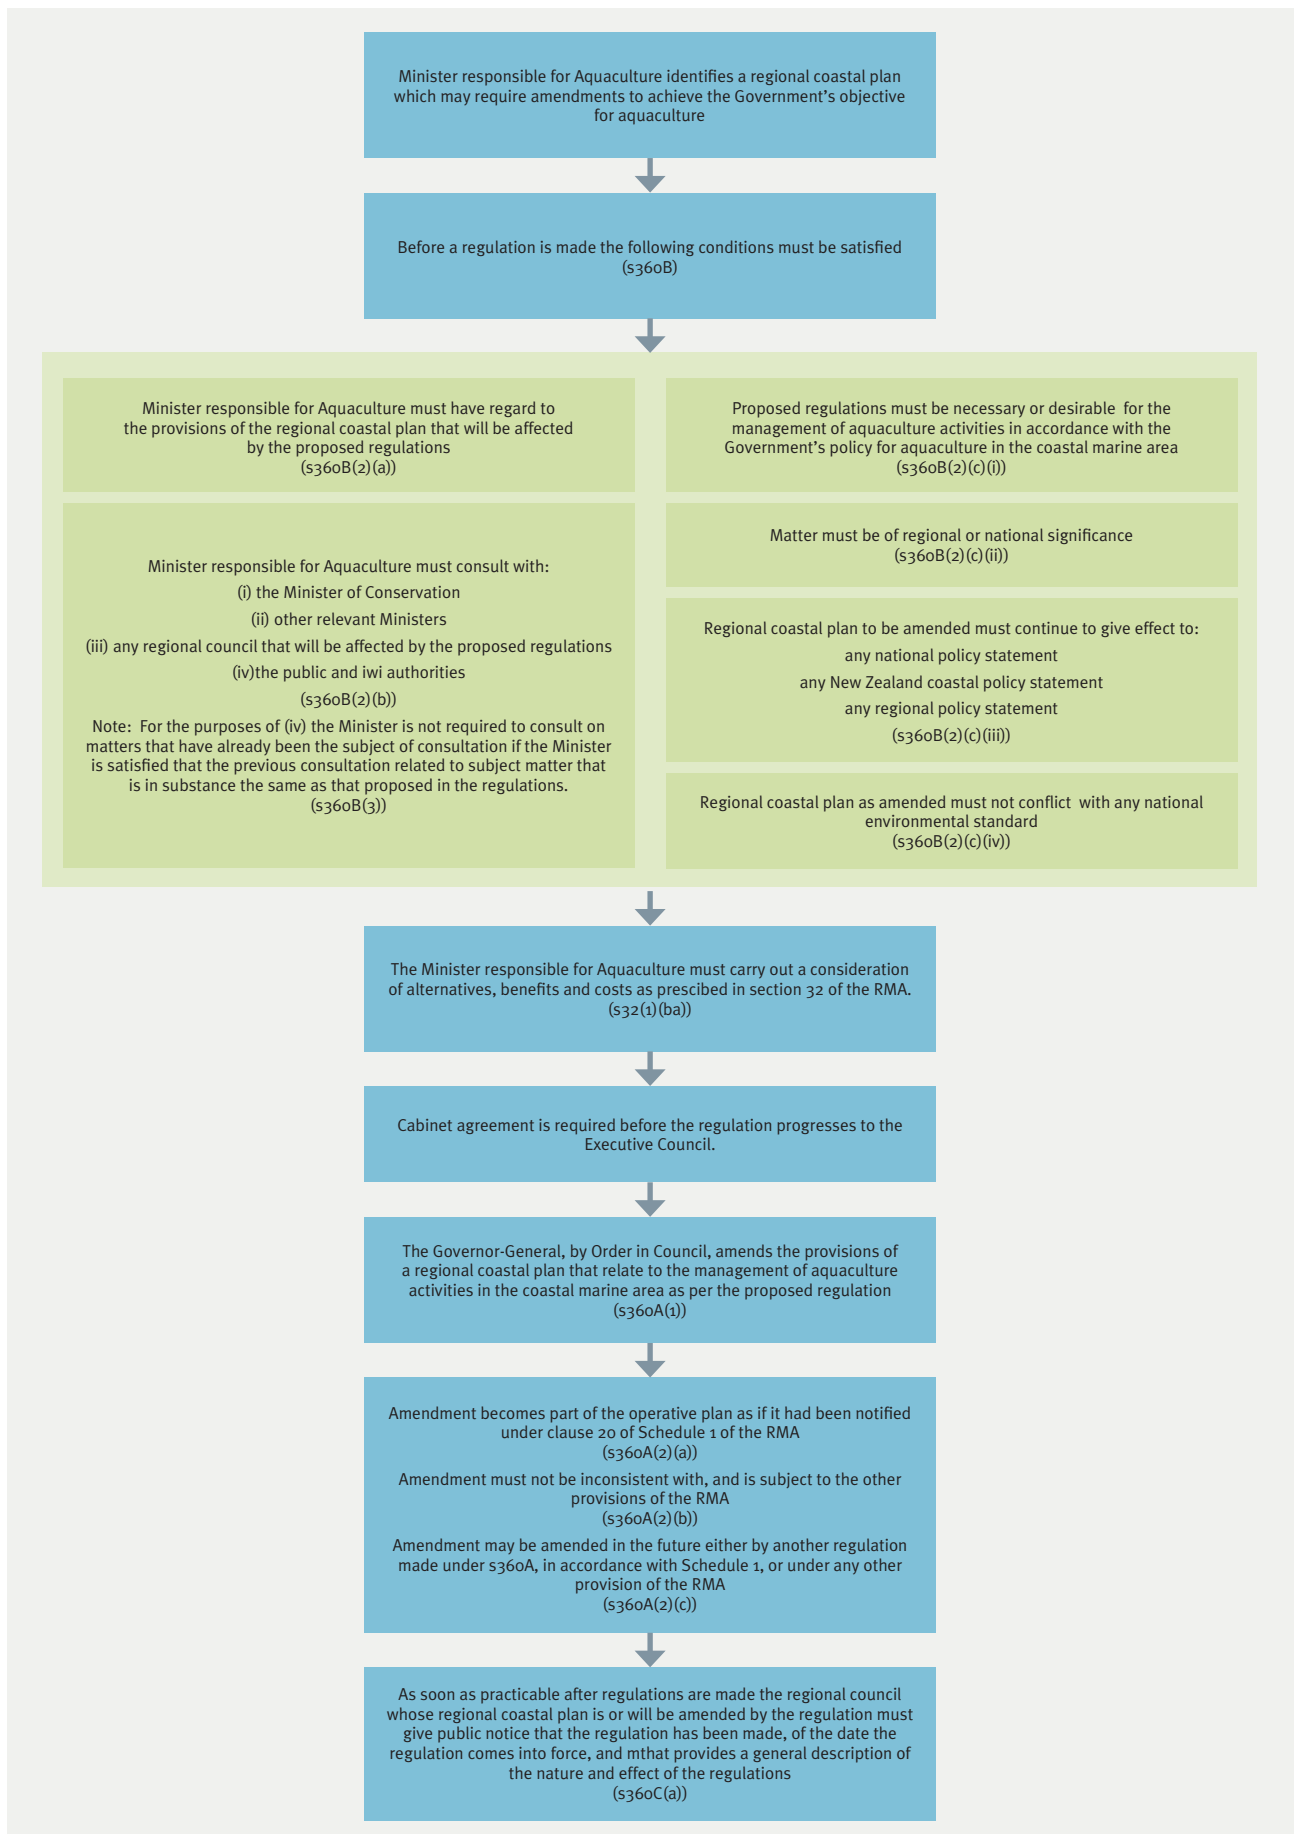 Minister responsible for Aquaculture identifies a regional coastal plan
which may require amendments to achieve the Government's objective
for aquaculture
Before a regulation is made the following conditions must be satisfied
(s360B)
Minister responsible for Aquaculture must have regard to
the provisions of the regional coastal plan that will be affected
by the proposed regulations
(s360B(2)(a))
Minister responsible for Aquaculture must consult with:
(i) the Minister of Conservation
(ii) other relevant Ministers
(iii) any regional council that will be affected by the proposed regulations
(iv)the public and iwi authorities
(s360B(2)(b))
Note: For the purposes of (iv) the Minister is not required to consult on
matters that have already been the subject of consultation if the Minister
is satisfied that the previous consultation related to subject matter that
is in substance the same as that proposed in the regulations.
(s360B(3))
Proposed regulations must be necessary or desirable for the
management of aquaculture activities in accordance with the
Government's policy for aquaculture in the coastal marine area
(s360B(2)(c)(i))
Matter must be of regional or national significance
(s360B(2)(c)(ii))
Regional coastal plan to be amended must continue to give effect to:
any national policy statement
any New Zealand coastal policy statement
any regional policy statement
(s360B(2)(c)(iii))
Regional coastal plan as amended must not conflict with any national
environmental standard
(s360B(2)(c)(iv))
The Minister responsible for Aquaculture must carry out a consideration
of alternatives, benefits and costs as prescibed in section 32 of the RMA.
(s32(1)(ba))
Cabinet agreement is required before the regulation progresses to the
Executive Council.
The Governor-General, by Order in Council, amends the provisions of
a regional coastal plan that relate to the management of aquaculture
activities in the coastal marine area as per the proposed regulation
(s360A(1))
Amendment becomes part of the operative plan as if it had been notified
under clause 20 of Schedule 1 of the RMA
(s360A(2)(a))
Amendment must not be inconsistent with, and is subject to the other
provisions of the RMA
(s360A(2)(b))
Amendment may be amended in the future either by another regulation
made under s360A, in accordance with Schedule 1, or under any other
provision of the RMA
(s360A(2)(c))
As soon as practicable after regulations are made the regional council
whose regional coastal plan is or will be amended by the regulation must
give public notice that the regulation has been made, of the date the
regulation comes into force, and mthat provides a general description of
the nature and effect of the regulations
(s360C(a))